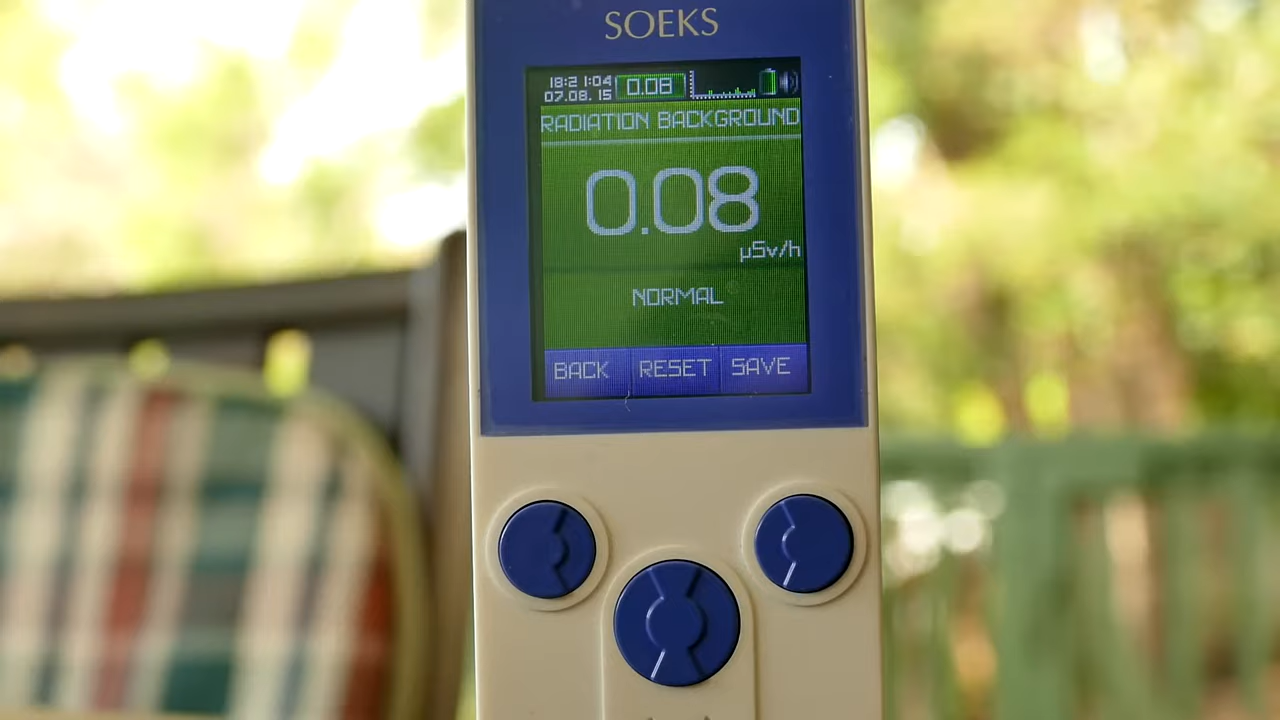 SOEKS
18:21:04 0.08
07.08.15
RADIATION BACKGROUND
0.08
µSv/h
NORMAL
BACK RESET SAVE